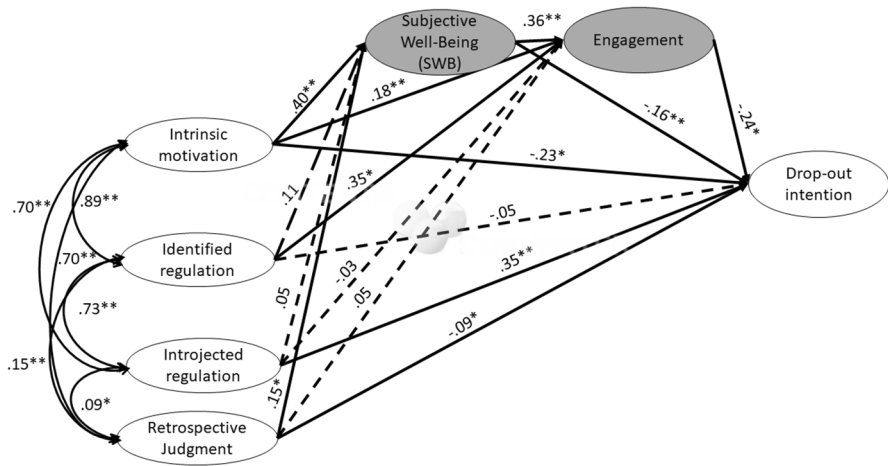 Subjective
Well-Being
(SWB)
.36**
Engagement
.40**
.18**
-.16**
-.24*
Intrinsic
motivation
-.23*
Drop-out
intention
.70**
.89**
.11
.35*
-.05
Identified
regulation
.70**
.73**
.05
-.03
.05
.35**
-.09*
.15**
Introjected
regulation
.09*
.15*
Retrospective
Judgment